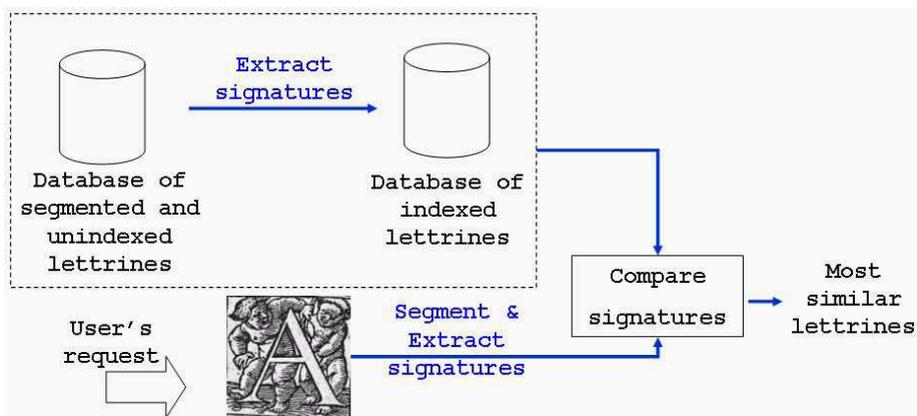 Extract
signatures
Database of
segmented and
unindexed
lettrines
Database of
indexed
lettrines
Compare
signatures
Most
similar
lettrines
User's
request
A
Segment &
Extract
signatures